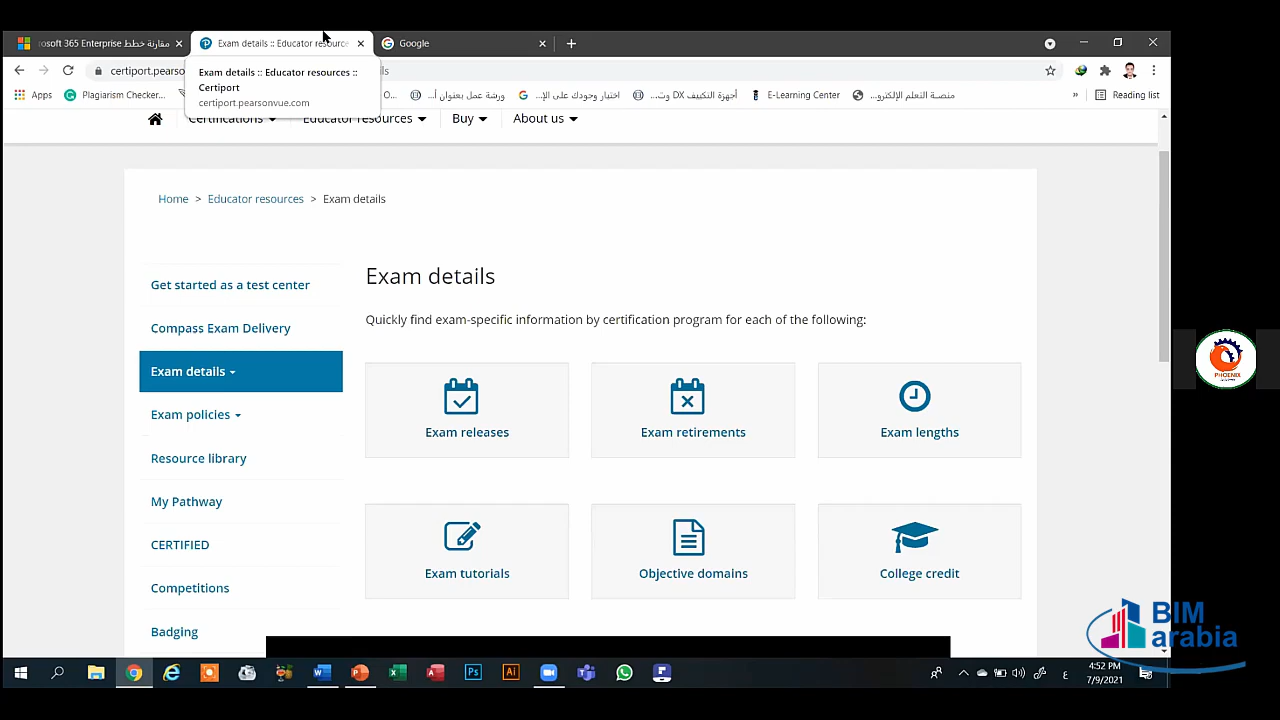 مقارنة خطط rosoft 365 Enterprise
Exam details :: Educator resource
Google
certiport.pearso
Exam details :: Educator resources ::
Certiport
certiport.pearsonvue.com
Apps
Plagiarism Checker...
O...
ورشة عمل بعنوان أ...
اختبار وجودك على الإ...
أجهزة التكييف DX وت...
E-Learning Center
منصة التعلم الإلكترو...
»
Reading list
Certifications
Educator resources
Buy
About us
Home > Educator resources > Exam details
Get started as a test center
Compass Exam Delivery
Exam details
Exam policies
Resource library
My Pathway
CERTIFIED
Competitions
Badging
Exam details
Quickly find exam-specific information by certification program for each of the following:
Exam releases
Exam retirements
Exam lengths
Exam tutorials
Objective domains
College credit
PHOENIX
BIM
arabia
4:52 PM
7/9/2021